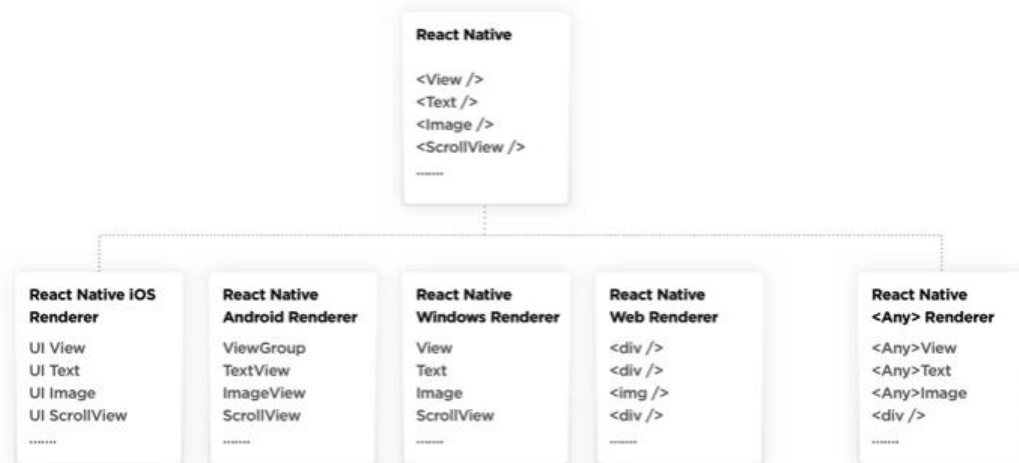 React Native
<View />
<Text />
<Image />
<ScrollView />
.......
React Native iOS
Renderer
UI View
UI Text
UI Image
UI ScrollView
.......
React Native
Android Renderer
ViewGroup
TextView
ImageView
ScrollView
.......
React Native
Windows Renderer
View
Text
Image
ScrollView
.......
React Native
Web Renderer
<div />
<div />
<img />
<div />
.......
React Native
<Any> Renderer
<Any>View
<Any>Text
<Any>Image
<div />
.......